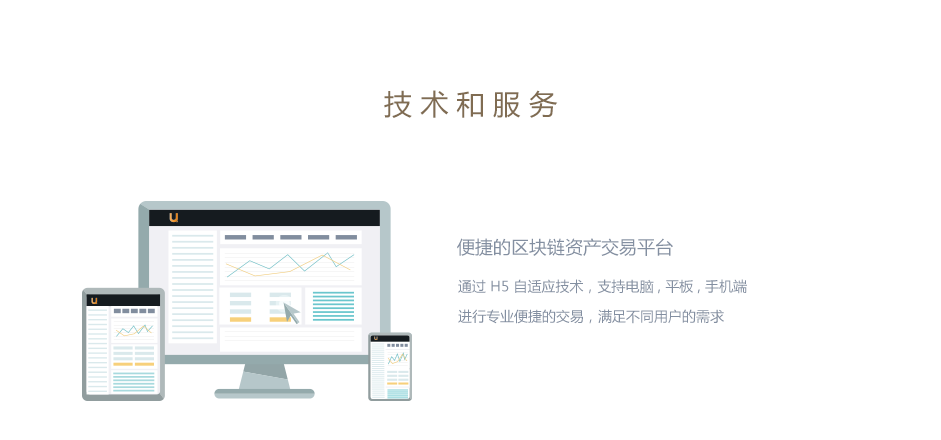 技术和服务
便捷的区块链资产交易平台
通过 H5 自适应技术，支持电脑，平板，手机端
进行专业便捷的交易，满足不同用户的需求